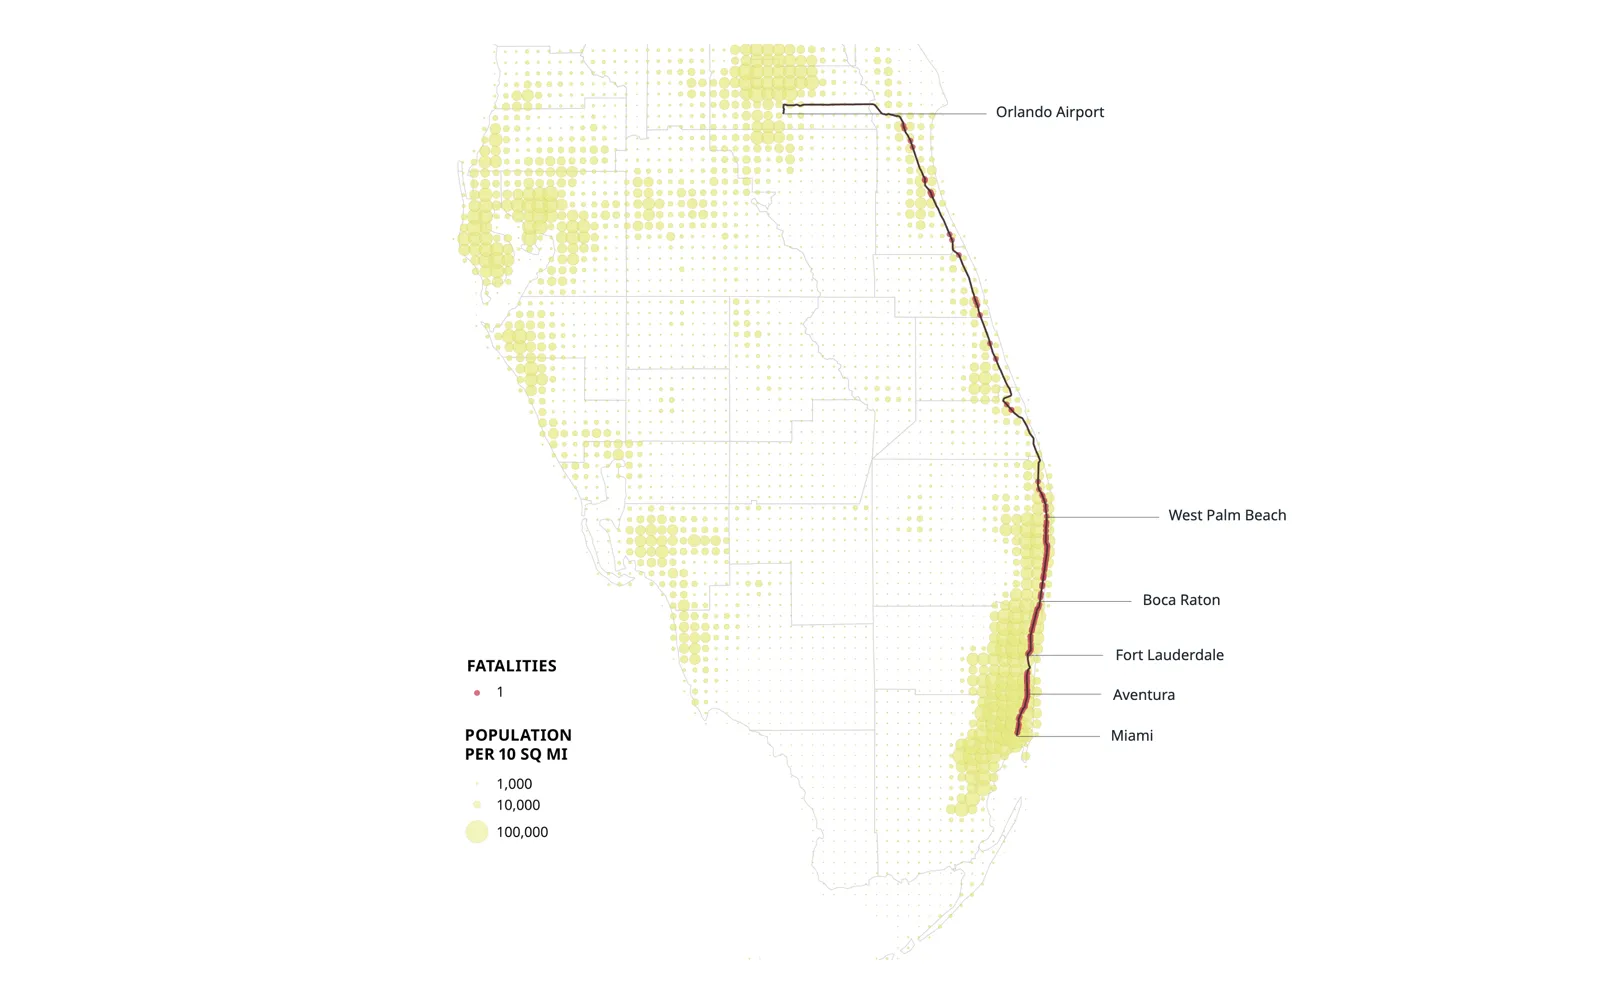 Orlando Airport
West Palm Beach
Boca Raton
Fort Lauderdale
Aventura
Miami
FATALITIES
1
POPULATION
PER 10 SQ MI
1,000
10,000
100,000